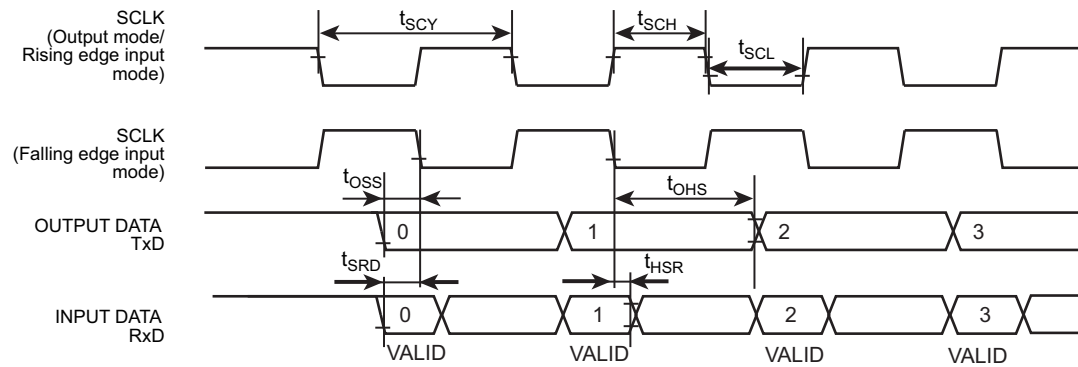 SCLK
(Output mode/
Rising edge input
mode)
tSCY
tSCH
tSCL
SCLK
(Falling edge input
mode)
tOSS
tOHS
OUTPUT DATA
TxD
0
1
2
3
tSRD
tHSR
INPUT DATA
RxD
0
1
2
3
VALID
VALID
VALID
VALID